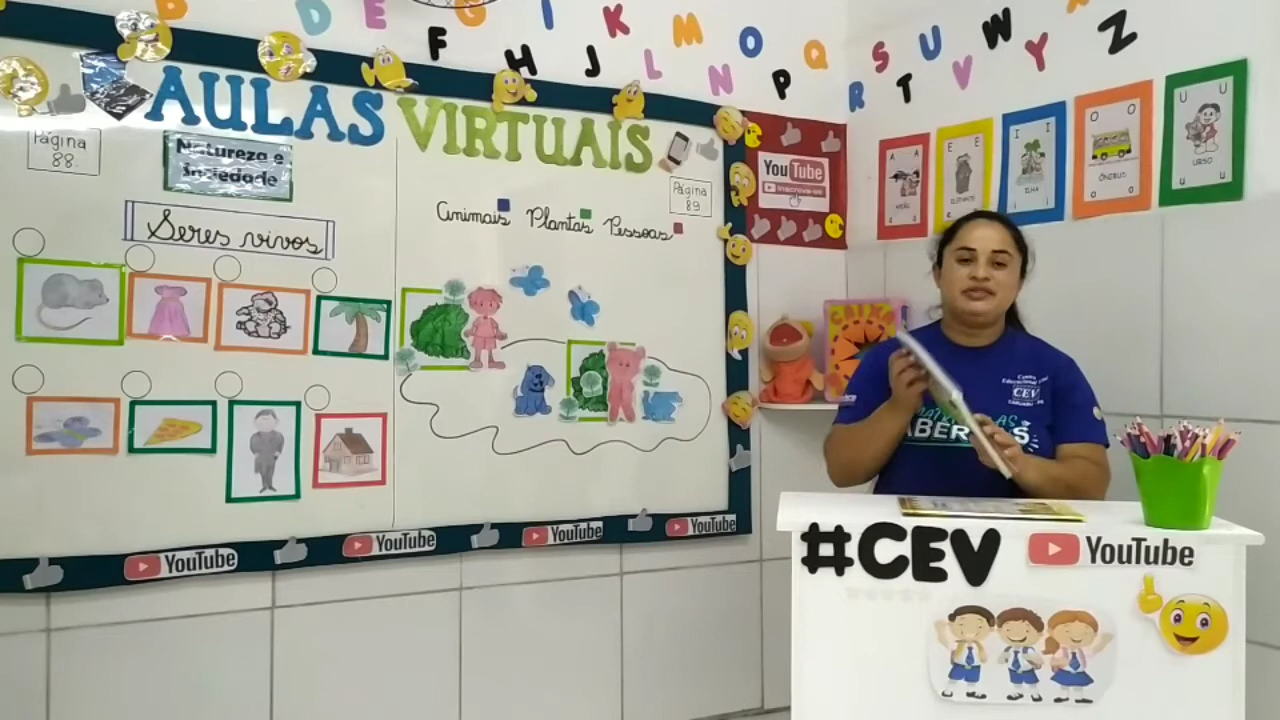 B D E G I K M O Q S U W Y
F H J L N P R T V Z
AULAS VIRTUAIS
Página
88.
Natureza e
Sociedade
Seres vivos
Página
89
Animais Plantas Pessoas
YouTube
Inscreva-se
A A
E E
I I
ILHA
O O
ÔNIBUS
O O
U U
URSO
U U
CEV
SABERES
#CEV
YouTube
YouTube
YouTube
YouTube
YouTube